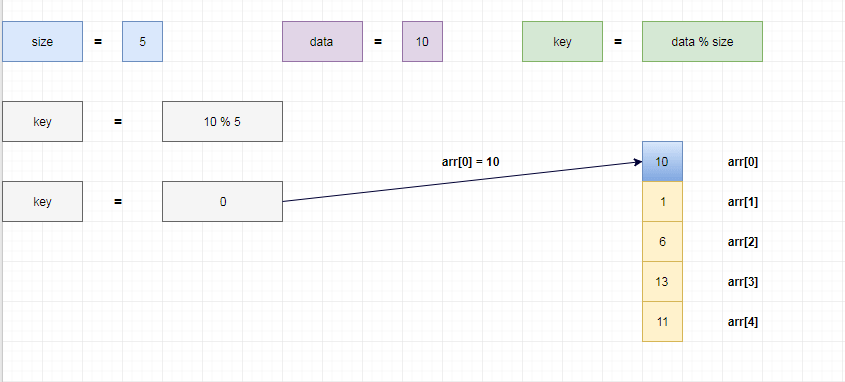 size = 5 data = 10 key = data % size
key = 10 % 5
arr[0] = 10 10 arr[0]
key = 0 1 arr[1]
6 arr[2]
13 arr[3]
11 arr[4]